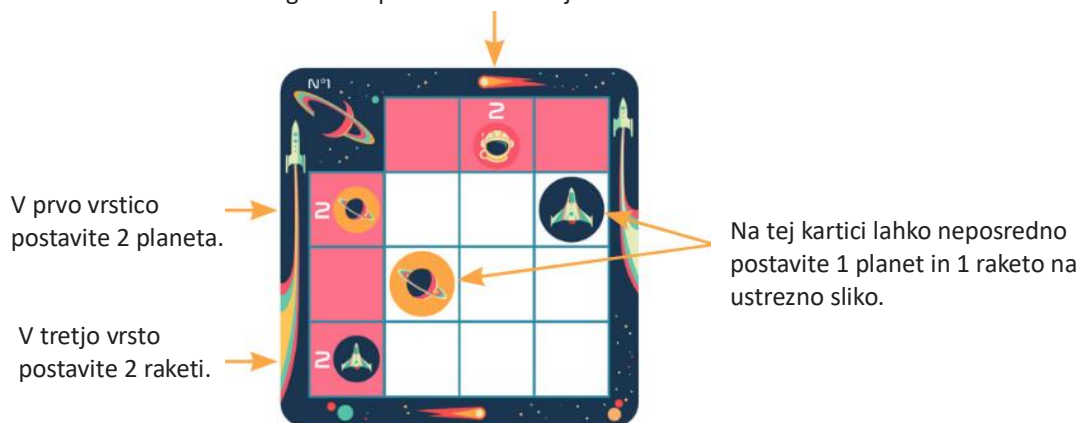 N°1
2
V prvo vrstico
postavite 2 planeta.
2
Na tej kartici lahko neposredno
postavite 1 planet in 1 raketo na
ustrezno sliko.
V tretjo vrsto
postavite 2 raketi.
2